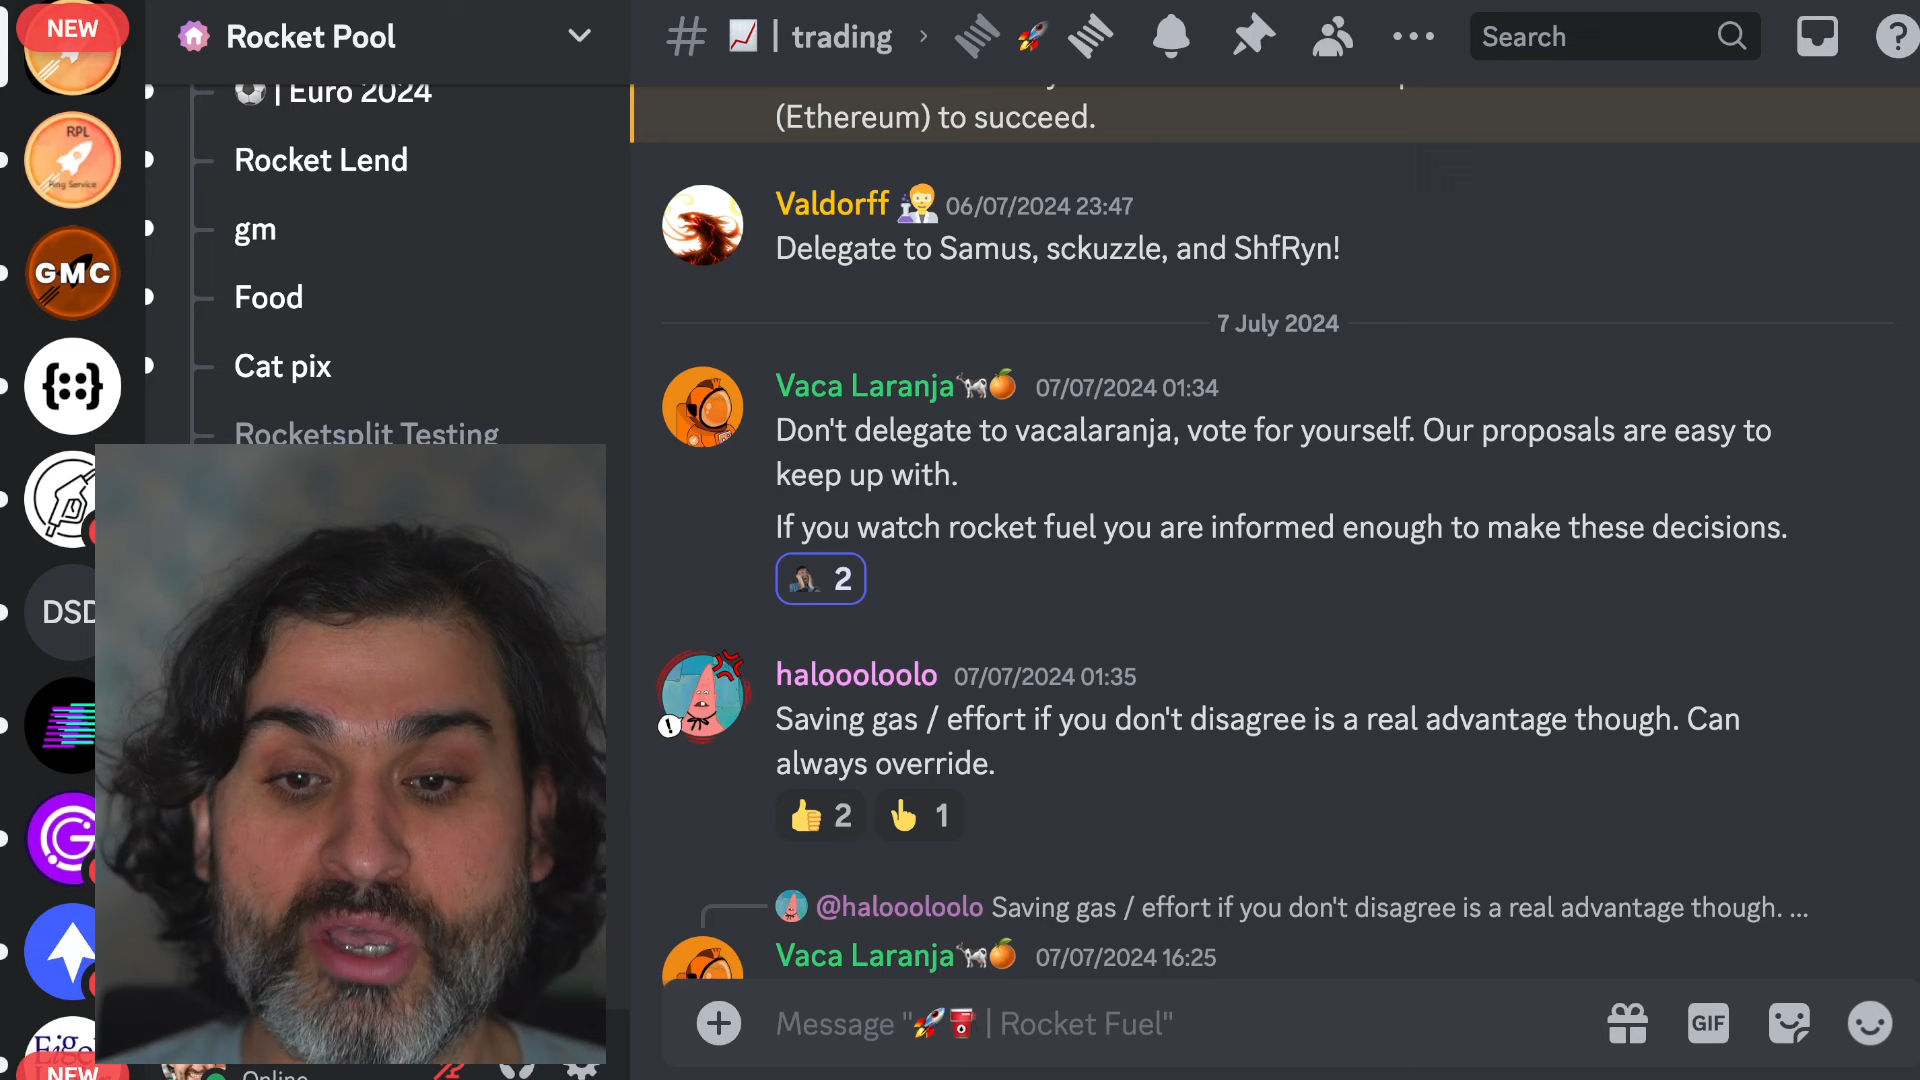 NEW
Rocket Pool
| trading
Search
?
| Euro 2024
RPL
Ping Service
Rocket Lend
GMC
gm
Food
Cat pix
Rocketsplit Testing
DSD
Eige
NEW
Online
(Ethereum) to succeed.
Valdorff 06/07/2024 23:47
Delegate to Samus, sckuzzle, and ShfRyn!
7 July 2024
Vaca Laranja 07/07/2024 01:34
Don't delegate to vacalaranja, vote for yourself. Our proposals are easy to
keep up with.
If you watch rocket fuel you are informed enough to make these decisions.
2
haloooloolo 07/07/2024 01:35
Saving gas / effort if you don't disagree is a real advantage though. Can
always override.
2 1
@haloooloolo Saving gas / effort if you don't disagree is a real advantage though. ...
Vaca Laranja 07/07/2024 16:25
Message "🚀⛽ | Rocket Fuel"
GIF